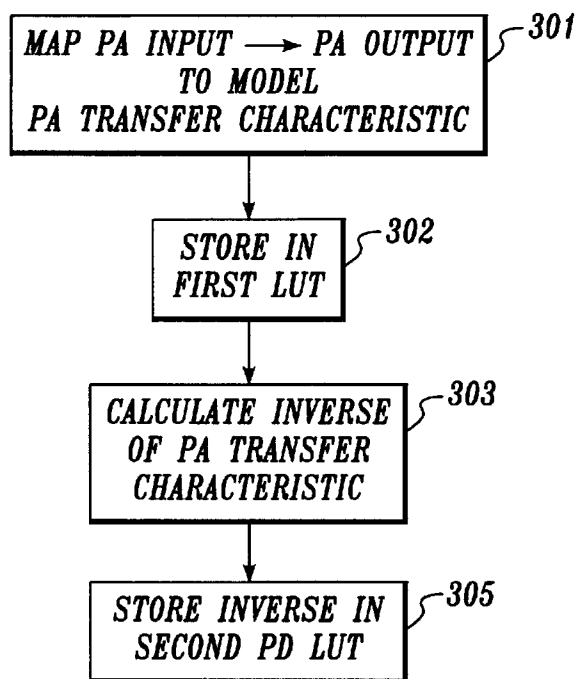 MAP PA INPUT → PA OUTPUT
TO MODEL
PA TRANSFER CHARACTERISTIC
301
STORE IN
FIRST LUT
302
CALCULATE INVERSE
OF PA TRANSFER
CHARACTERISTIC
303
STORE INVERSE IN
SECOND PD LUT
305